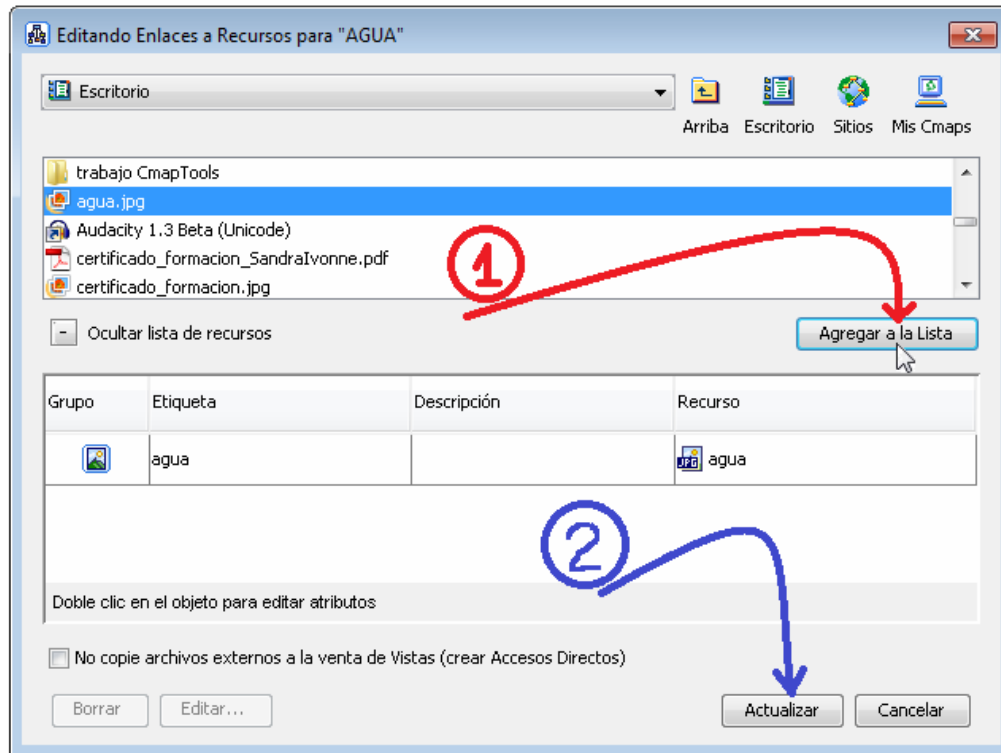 Editando Enlaces a Recursos para "AGUA"
Escritorio
Arriba Escritorio Sitios Mis Cmaps
trabajo CmapTools
agua.jpg
Audacity 1.3 Beta (Unicode)
certificado_formacion_SandraIvonne.pdf
certificado_formacion.jpg
1
- Ocultar lista de recursos
Agregar a la Lista
Grupo Etiqueta Descripción Recurso
agua JPG agua
2
Doble clic en el objeto para editar atributos
No copie archivos externos a la venta de Vistas (crear Accesos Directos)
Borrar Editar... Actualizar Cancelar